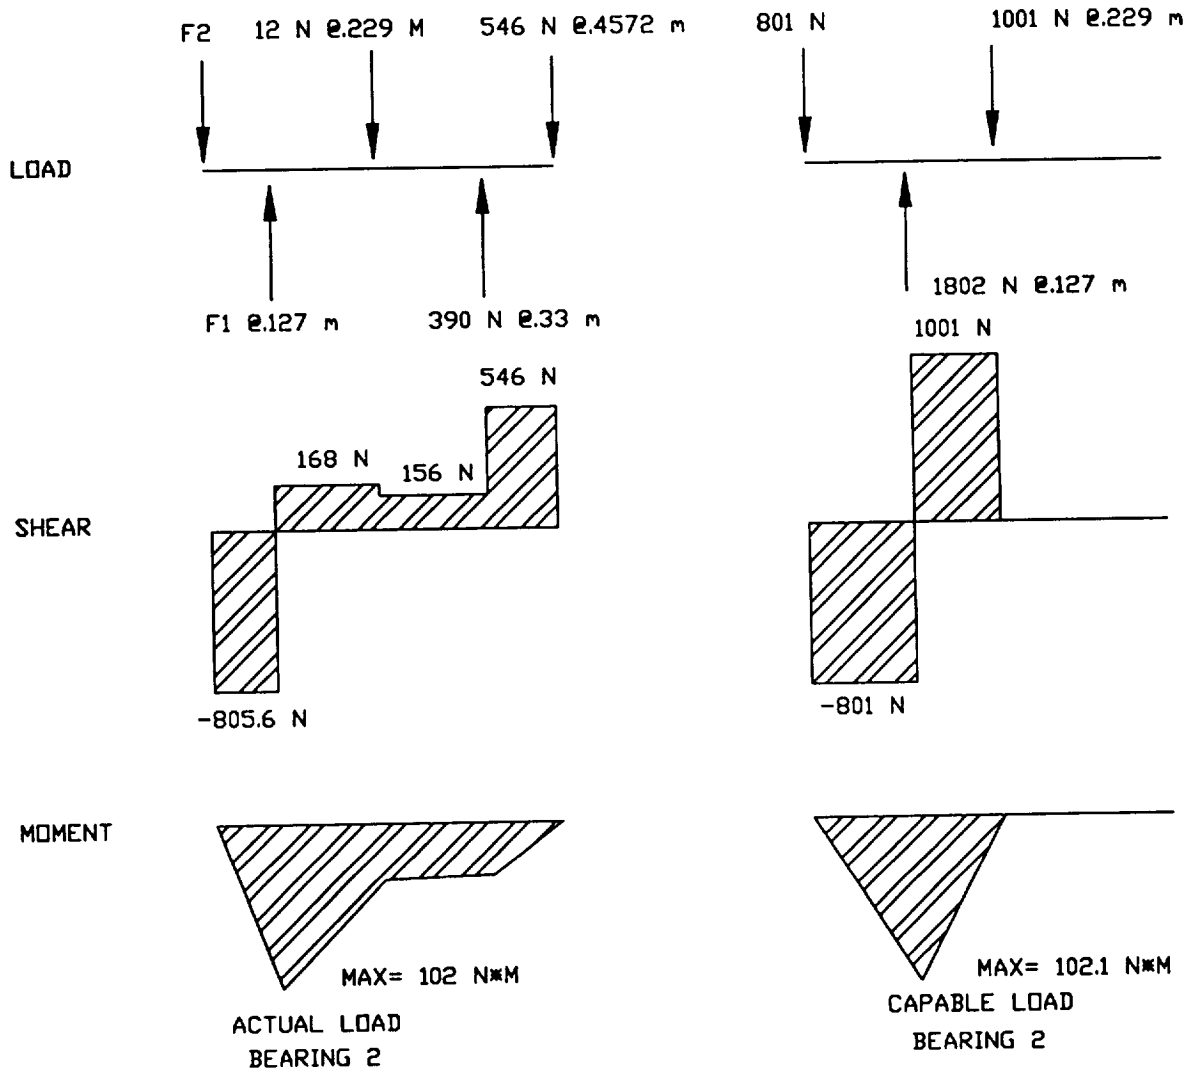 F2 12 N @.229 M 546 N @.4572 m
801 N 1001 N @.229 m
LOAD
F1 @.127 m 390 N @.33 m
1802 N @.127 m
1001 N
546 N
168 N
156 N
SHEAR
-805.6 N
-801 N
MOMENT
MAX= 102 N*M
MAX= 102.1 N*M
ACTUAL LOAD
BEARING 2
CAPABLE LOAD
BEARING 2